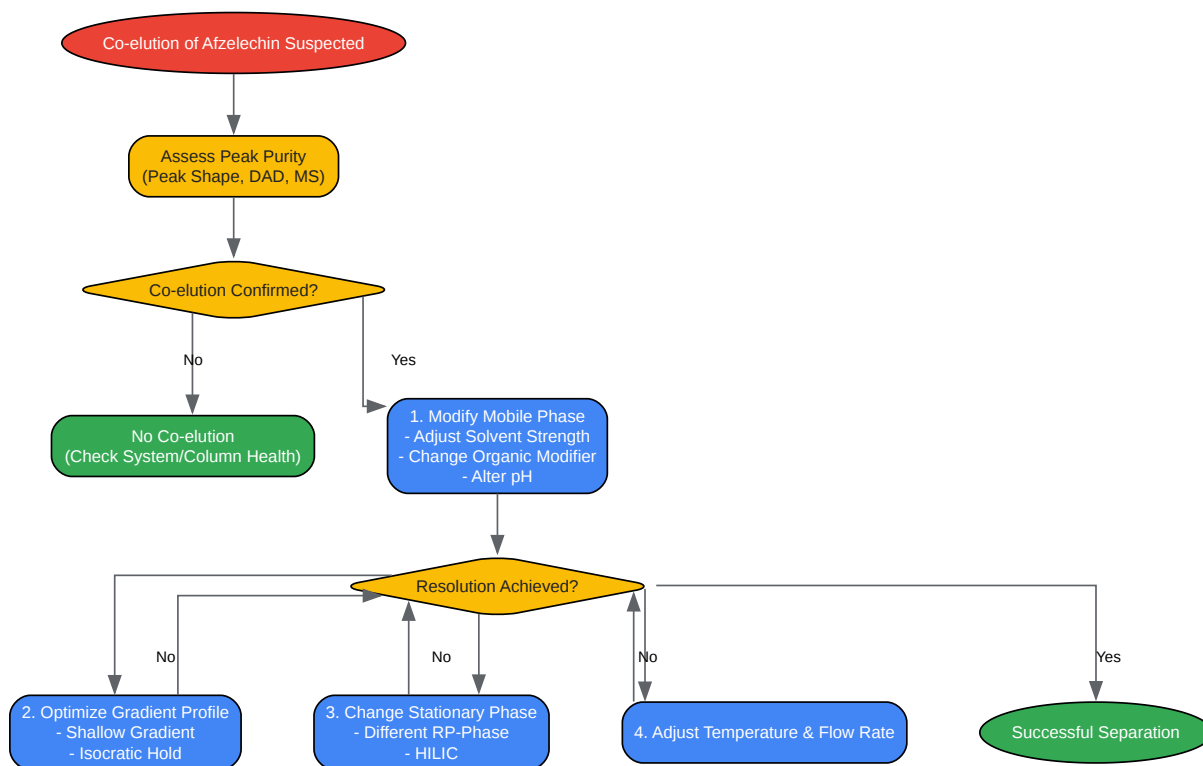 Co-elution of Afzelechin Suspected
Assess Peak Purity
(Peak Shape, DAD, MS)
Co-elution Confirmed?
No
Yes
No Co-elution
(Check System/Column Health)
1. Modify Mobile Phase
- Adjust Solvent Strength
- Change Organic Modifier
- Alter pH
Resolution Achieved?
No
No
No
Yes
2. Optimize Gradient Profile
- Shallow Gradient
- Isocratic Hold
3. Change Stationary Phase
- Different RP-Phase
- HILIC
4. Adjust Temperature & Flow Rate
Successful Separation